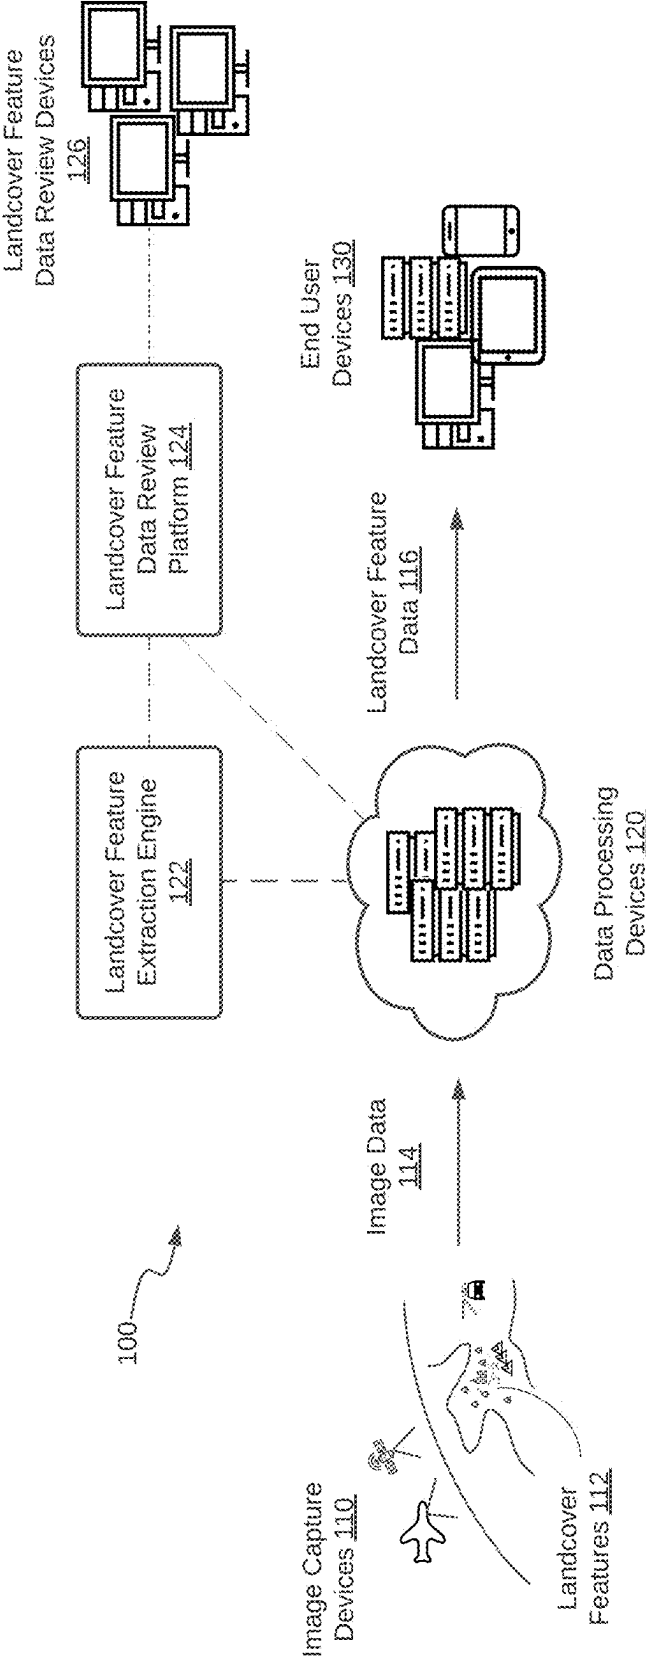 100
Landcover Feature
Extraction Engine
122
Landcover Feature
Data Review
Platform 124
Landcover Feature
Data Review Devices
126
Image Capture
Devices 110
Image Data
114
Landcover Feature
Data 116
End User
Devices 130
Landcover
Features 112
Data Processing
Devices 120